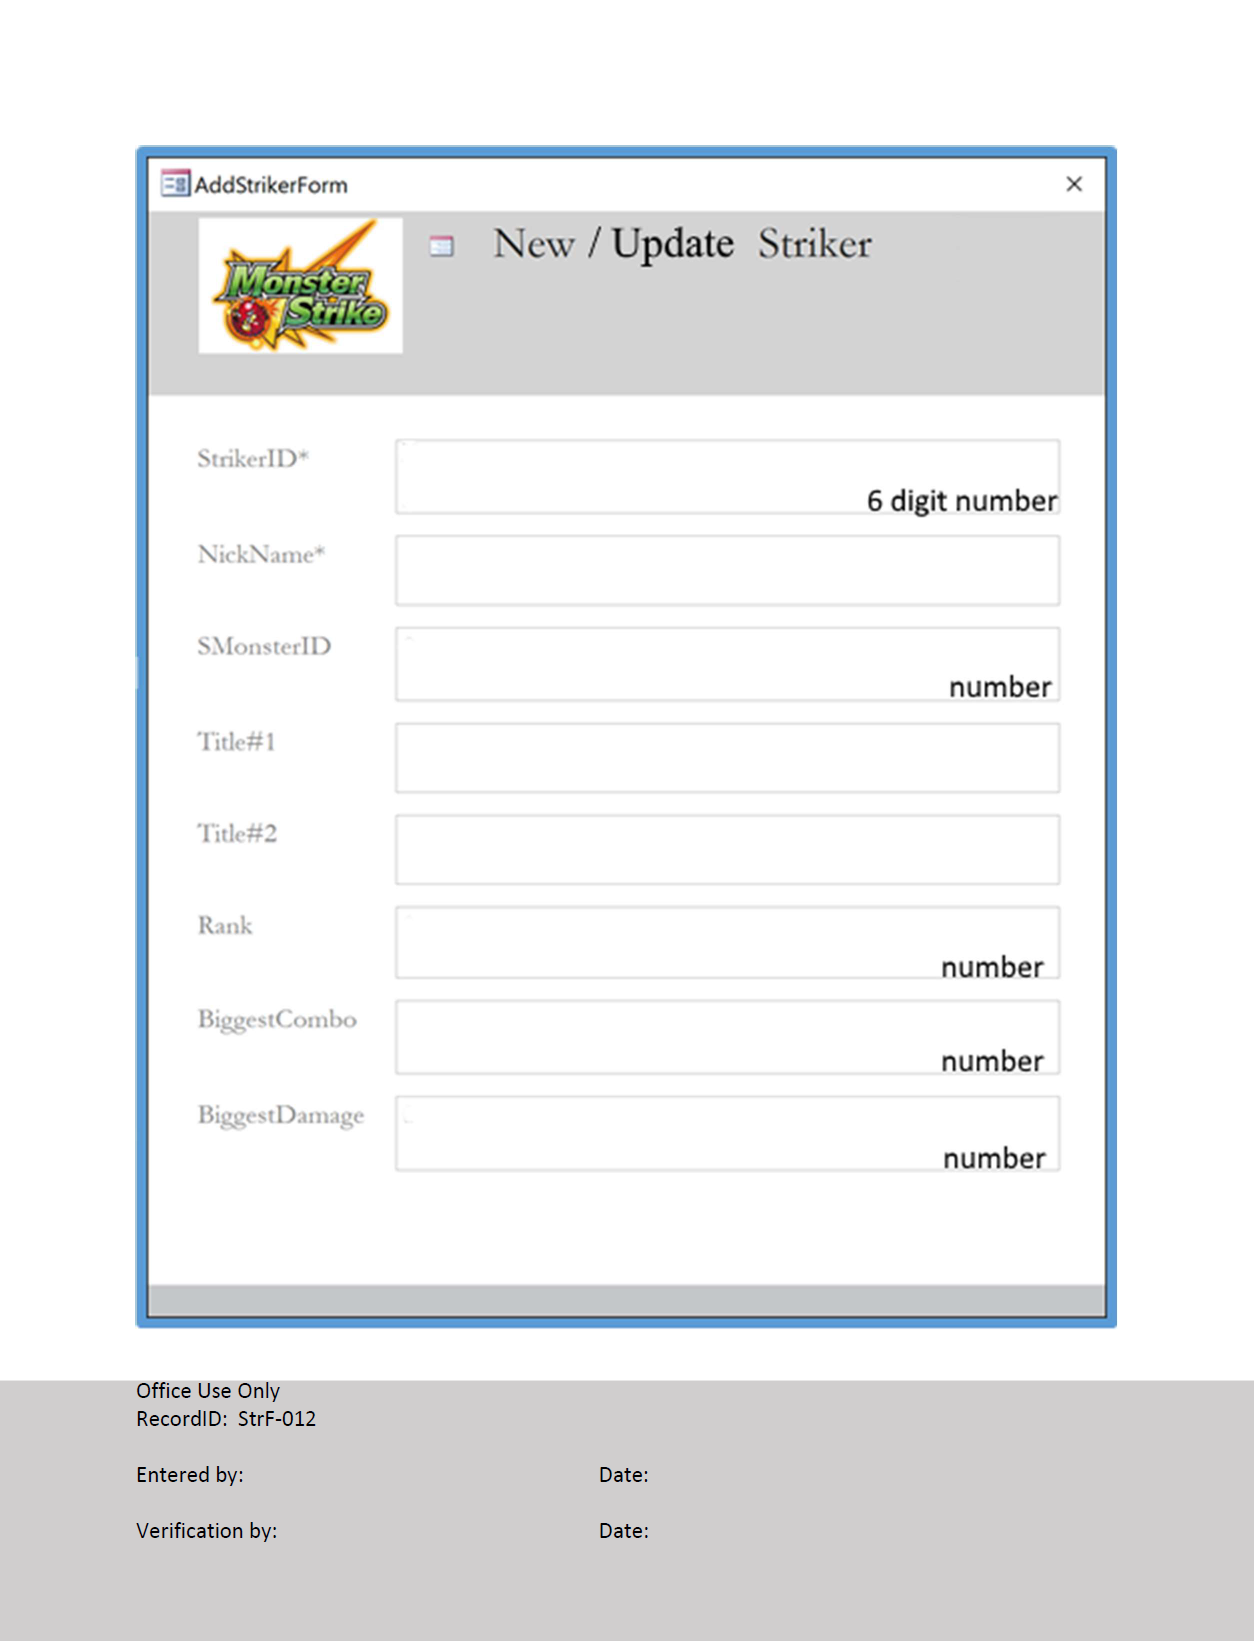 AddStrikerForm
Monster
Strike
New / Update Striker
StrikerID*
6 digit number
NickName*
SMonsterID
number
Title#1
Title#2
Rank
number
BiggestCombo
number
BiggestDamage
number
Office Use Only
RecordID: StrF-012
Entered by: Date:
Verification by: Date: